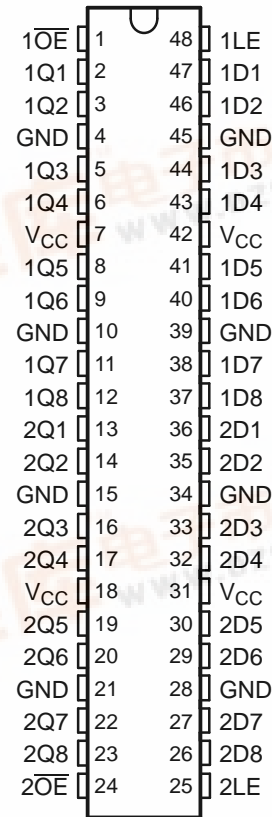 1O̅E̅ 1 48 1LE
1Q1 2 47 1D1
1Q2 3 46 1D2
GND 4 45 GND
1Q3 5 44 1D3
1Q4 6 43 1D4
VCC 7 42 VCC
1Q5 8 41 1D5
1Q6 9 40 1D6
GND 10 39 GND
1Q7 11 38 1D7
1Q8 12 37 1D8
2Q1 13 36 2D1
2Q2 14 35 2D2
GND 15 34 GND
2Q3 16 33 2D3
2Q4 17 32 2D4
VCC 18 31 VCC
2Q5 19 30 2D5
2Q6 20 29 2D6
GND 21 28 GND
2Q7 22 27 2D7
2Q8 23 26 2D8
2O̅E̅ 24 25 2LE